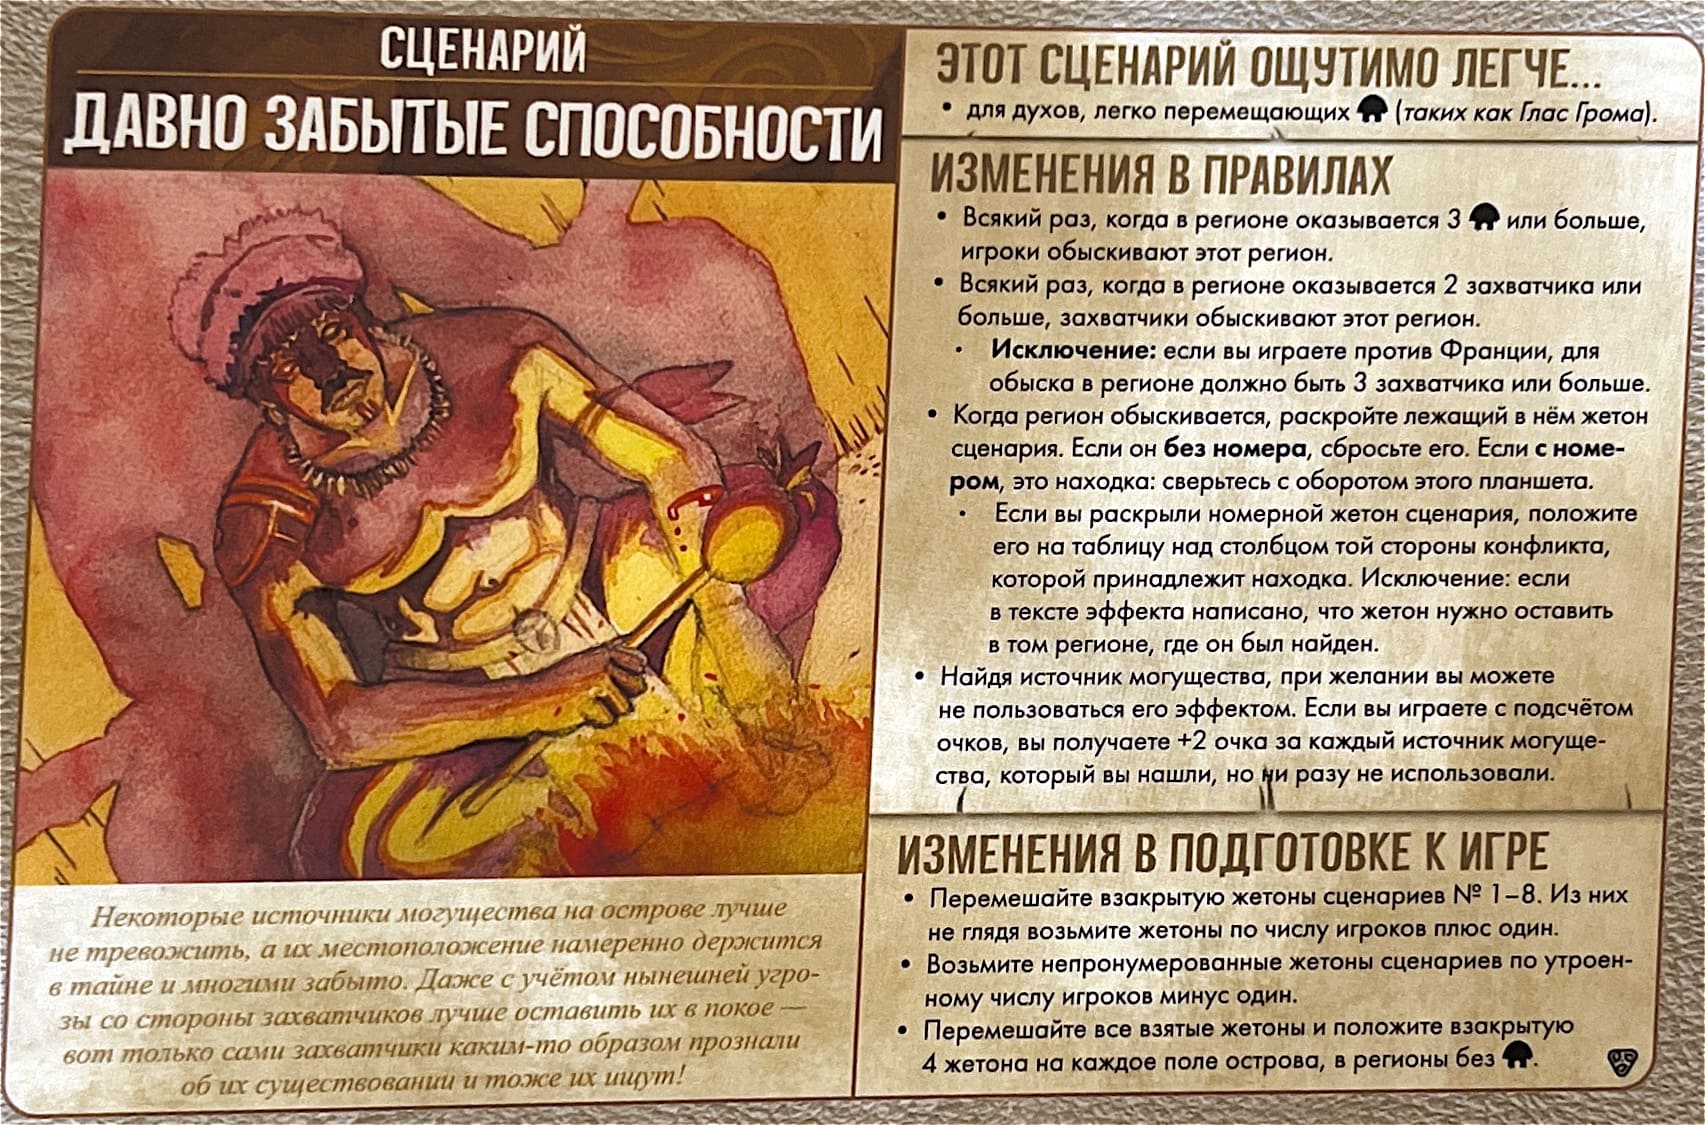 СЦЕНАРИЙ
ДАВНО ЗАБЫТЫЕ СПОСОБНОСТИ
Некоторые источники могущества на острове лучше
не тревожить, а их местоположение намеренно держится
в тайне и многими забыто. Даже с учётом нынешней угро-
зы со стороны захватчиков лучше оставить их в покое —
вот только сами захватчики каким-то образом прознали
об их существовании и тоже их ищут!
ЭТОТ СЦЕНАРИЙ ОЩУТИМО ЛЕГЧЕ...
• для духов, легко перемещающих (таких как Глас Грома).
ИЗМЕНЕНИЯ В ПРАВИЛАХ
• Всякий раз, когда в регионе оказывается 3 или больше,
игроки обыскивают этот регион.
• Всякий раз, когда в регионе оказывается 2 захватчика или
больше, захватчики обыскивают этот регион.
• Исключение: если вы играете против Франции, для
обыска в регионе должно быть 3 захватчика или больше.
• Когда регион обыскивается, раскройте лежащий в нём жетон
сценария. Если он без номера, сбросьте его. Если с номе-
ром, это находка: сверьтесь с оборотом этого планшета.
• Если вы раскрыли номерной жетон сценария, положите
его на таблицу над столбцом той стороны конфликта,
которой принадлежит находка. Исключение: если
в тексте эффекта написано, что жетон нужно оставить
в том регионе, где он был найден.
• Найдя источник могущества, при желании вы можете
не пользоваться его эффектом. Если вы играете с подсчётом
очков, вы получаете +2 очка за каждый источник могуще-
ства, который вы нашли, но ни разу не использовали.
ИЗМЕНЕНИЯ В ПОДГОТОВКЕ К ИГРЕ
• Перемешайте взакрытую жетоны сценариев № 1–8. Из них
не глядя возьмите жетоны по числу игроков плюс один.
• Возьмите непронумерованные жетоны сценариев по утроен-
ному числу игроков минус один.
• Перемешайте все взятые жетоны и положите взакрытую
4 жетона на каждое поле острова, в регионы без .